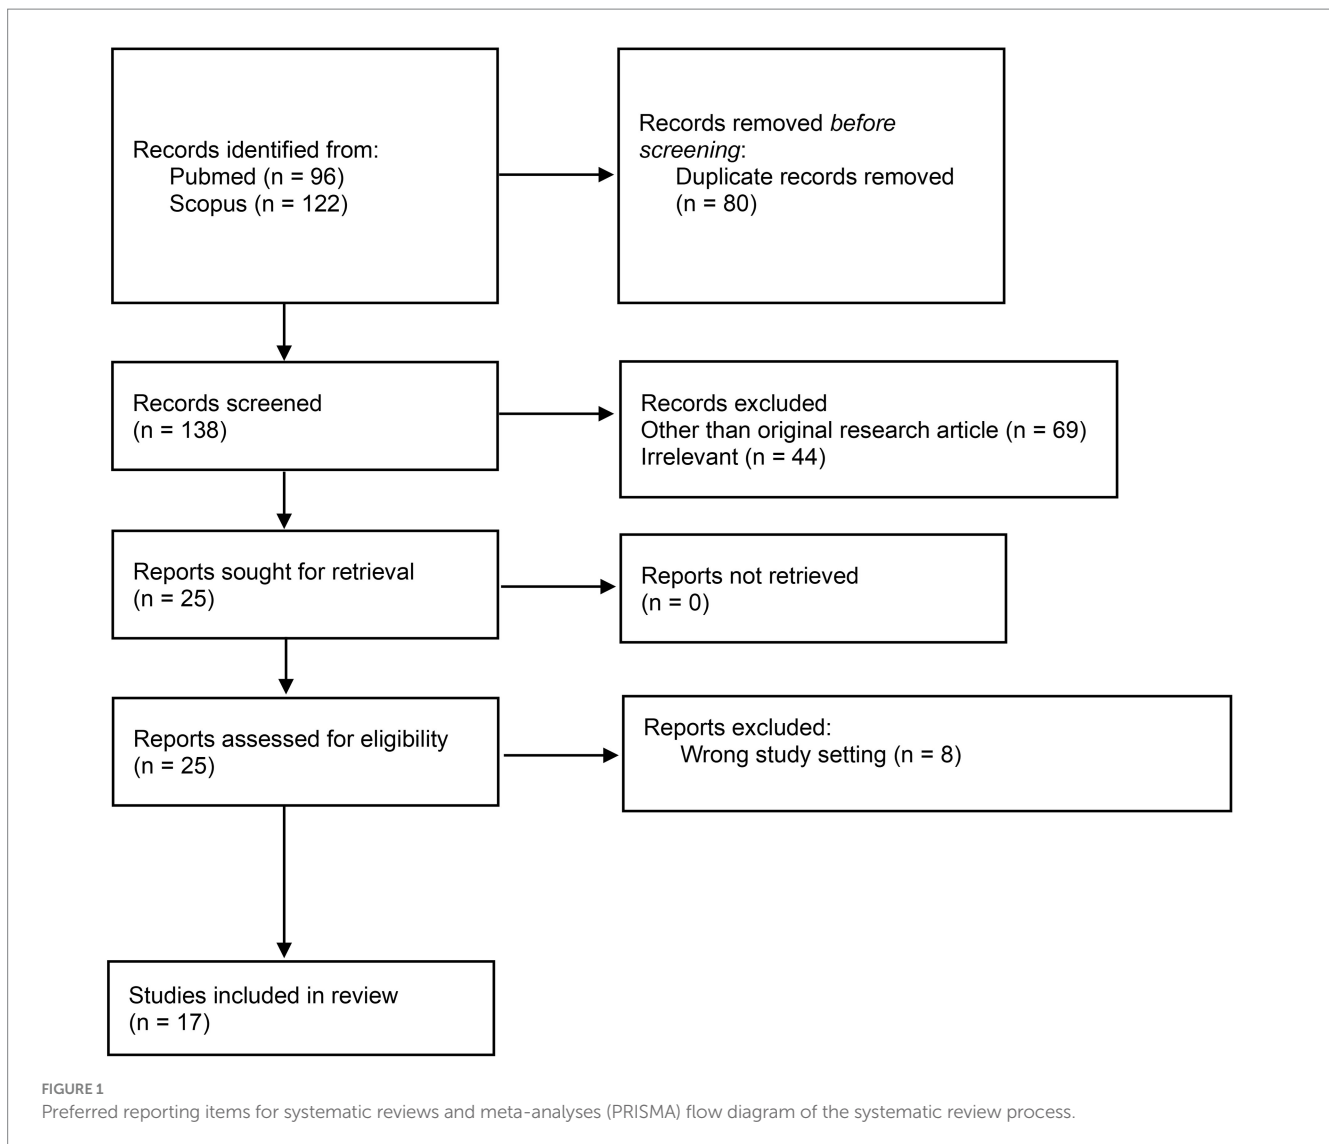 Records identified from:
Pubmed (n = 96)
Scopus (n = 122)
Records removed before
screening:
Duplicate records removed
(n = 80)
Records screened
(n = 138)
Records excluded
Other than original research article (n = 69)
Irrelevant (n = 44)
Reports sought for retrieval
(n = 25)
Reports not retrieved
(n = 0)
Reports assessed for eligibility
(n = 25)
Reports excluded:
Wrong study setting (n = 8)
Studies included in review
(n = 17)
FIGURE 1
Preferred reporting items for systematic reviews and meta-analyses (PRISMA) flow diagram of the systematic review process.